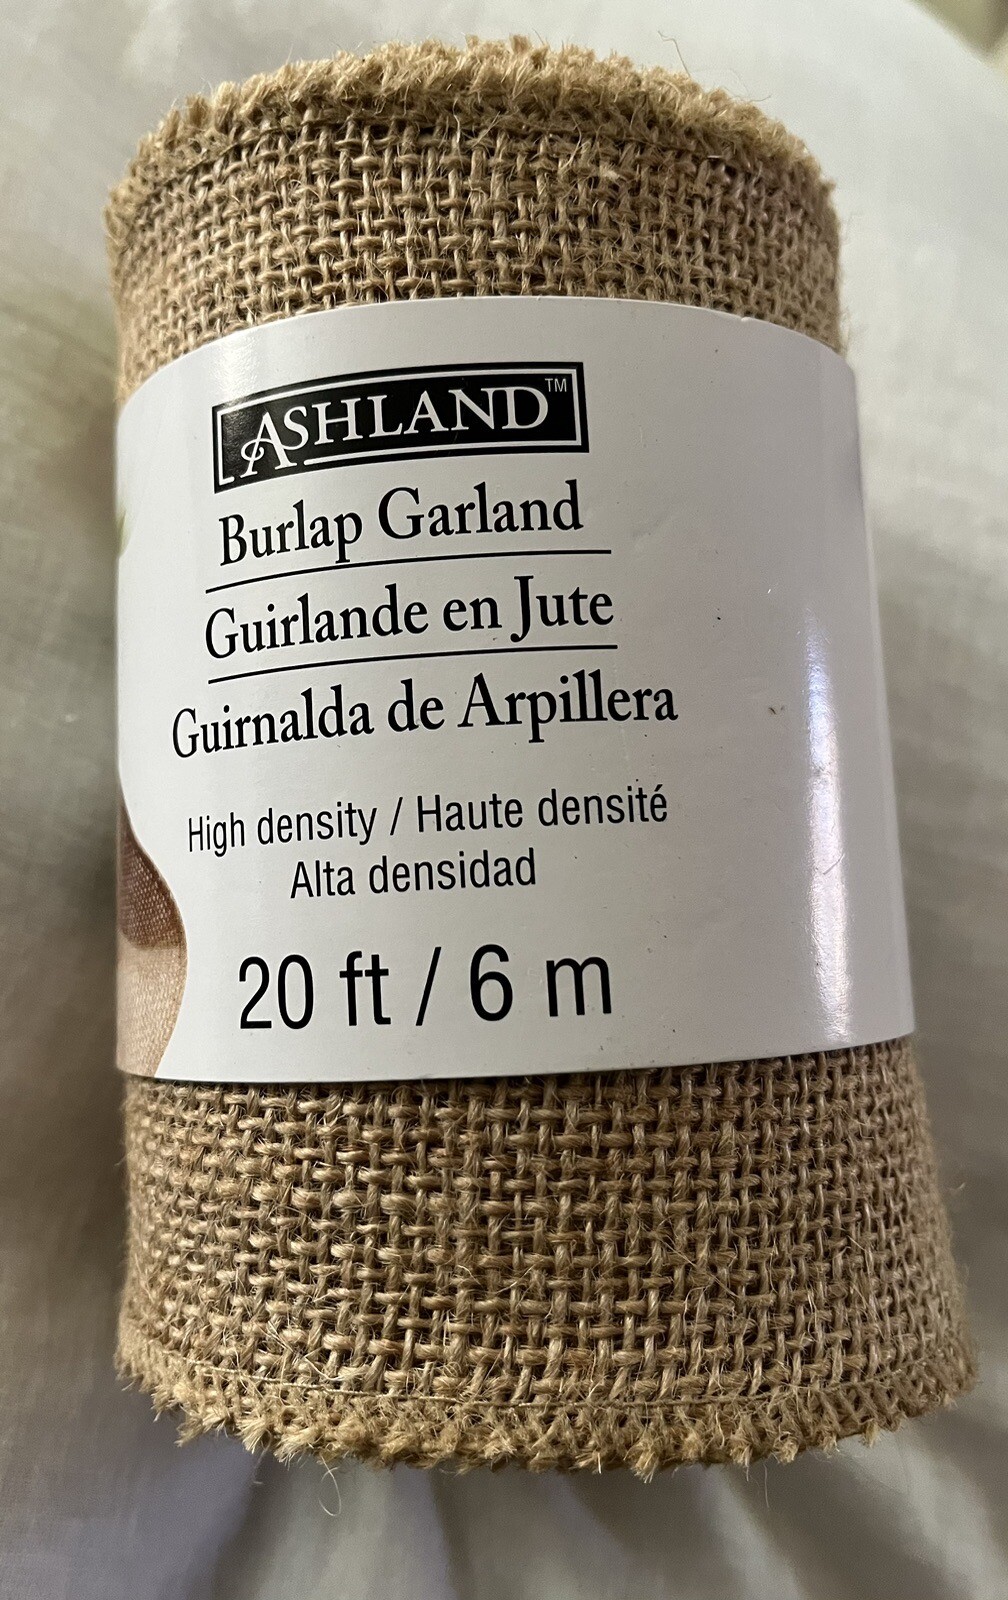 ASHLAND™
Burlap Garland
Guirlande en Jute
Guirnalda de Arpillera
High density / Haute densité
Alta densidad
20 ft / 6 m